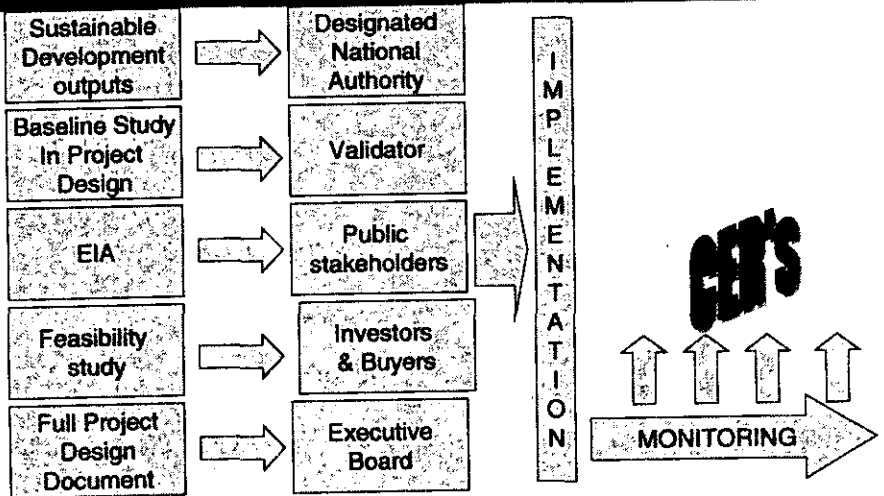 Sustainable
Development
outputs
Designated
National
Authority
Baseline Study
In Project
Design
Validator
EIA
Public
stakeholders
Feasibility
study
Investors
& Buyers
Full Project
Design
Document
Executive
Board
IMPLEMENTATION
CER'S
MONITORING